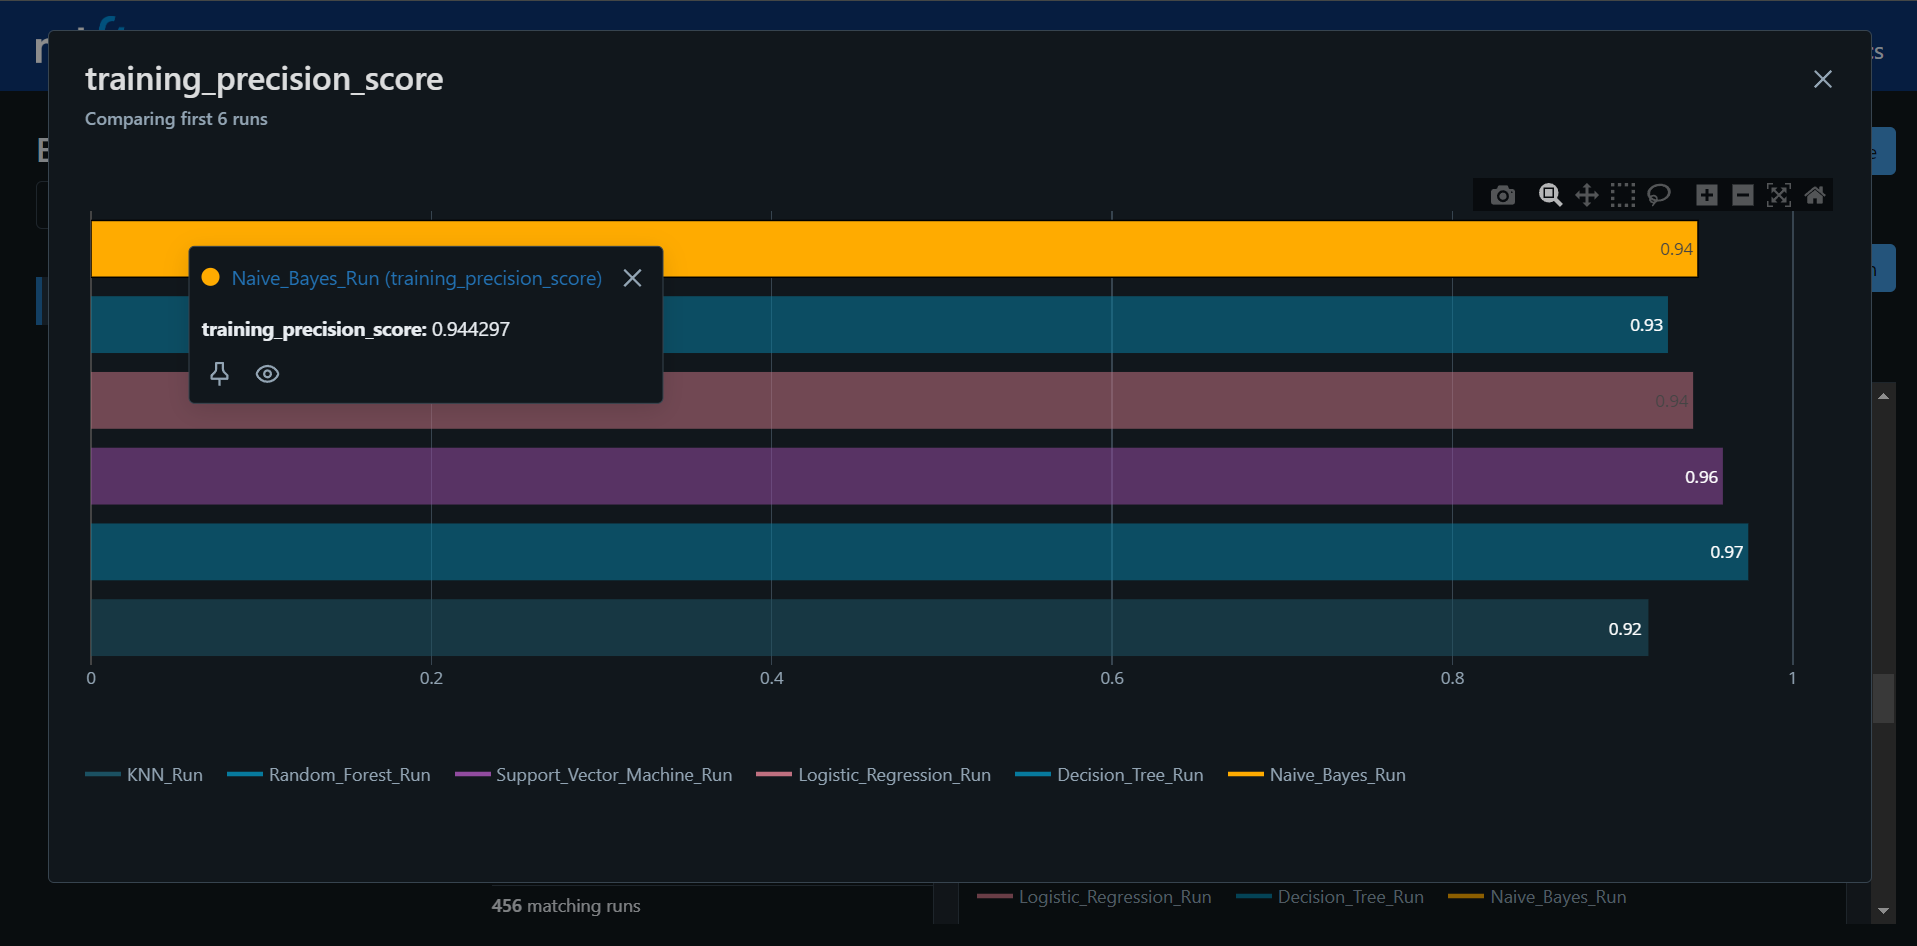 training_precision_score
Comparing first 6 runs
0.94
Naive_Bayes_Run (training_precision_score)
0.93
training_precision_score: 0.944297
0.94
0.96
0.97
0.92
0 0.2 0.4 0.6 0.8 1
KNN_Run Random_Forest_Run Support_Vector_Machine_Run Logistic_Regression_Run Decision_Tree_Run Naive_Bayes_Run
Logistic_Regression_Run Decision_Tree_Run Naive_Bayes_Run
456 matching runs